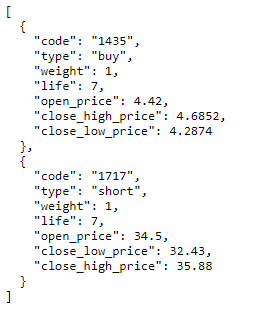 [
  {
    "code": "1435",
    "type": "buy",
    "weight": 1,
    "life": 7,
    "open_price": 4.42,
    "close_high_price": 4.6852,
    "close_low_price": 4.2874
  },
  {
    "code": "1717",
    "type": "short",
    "weight": 1,
    "life": 7,
    "open_price": 34.5,
    "close_low_price": 32.43,
    "close_high_price": 35.88
  }
]